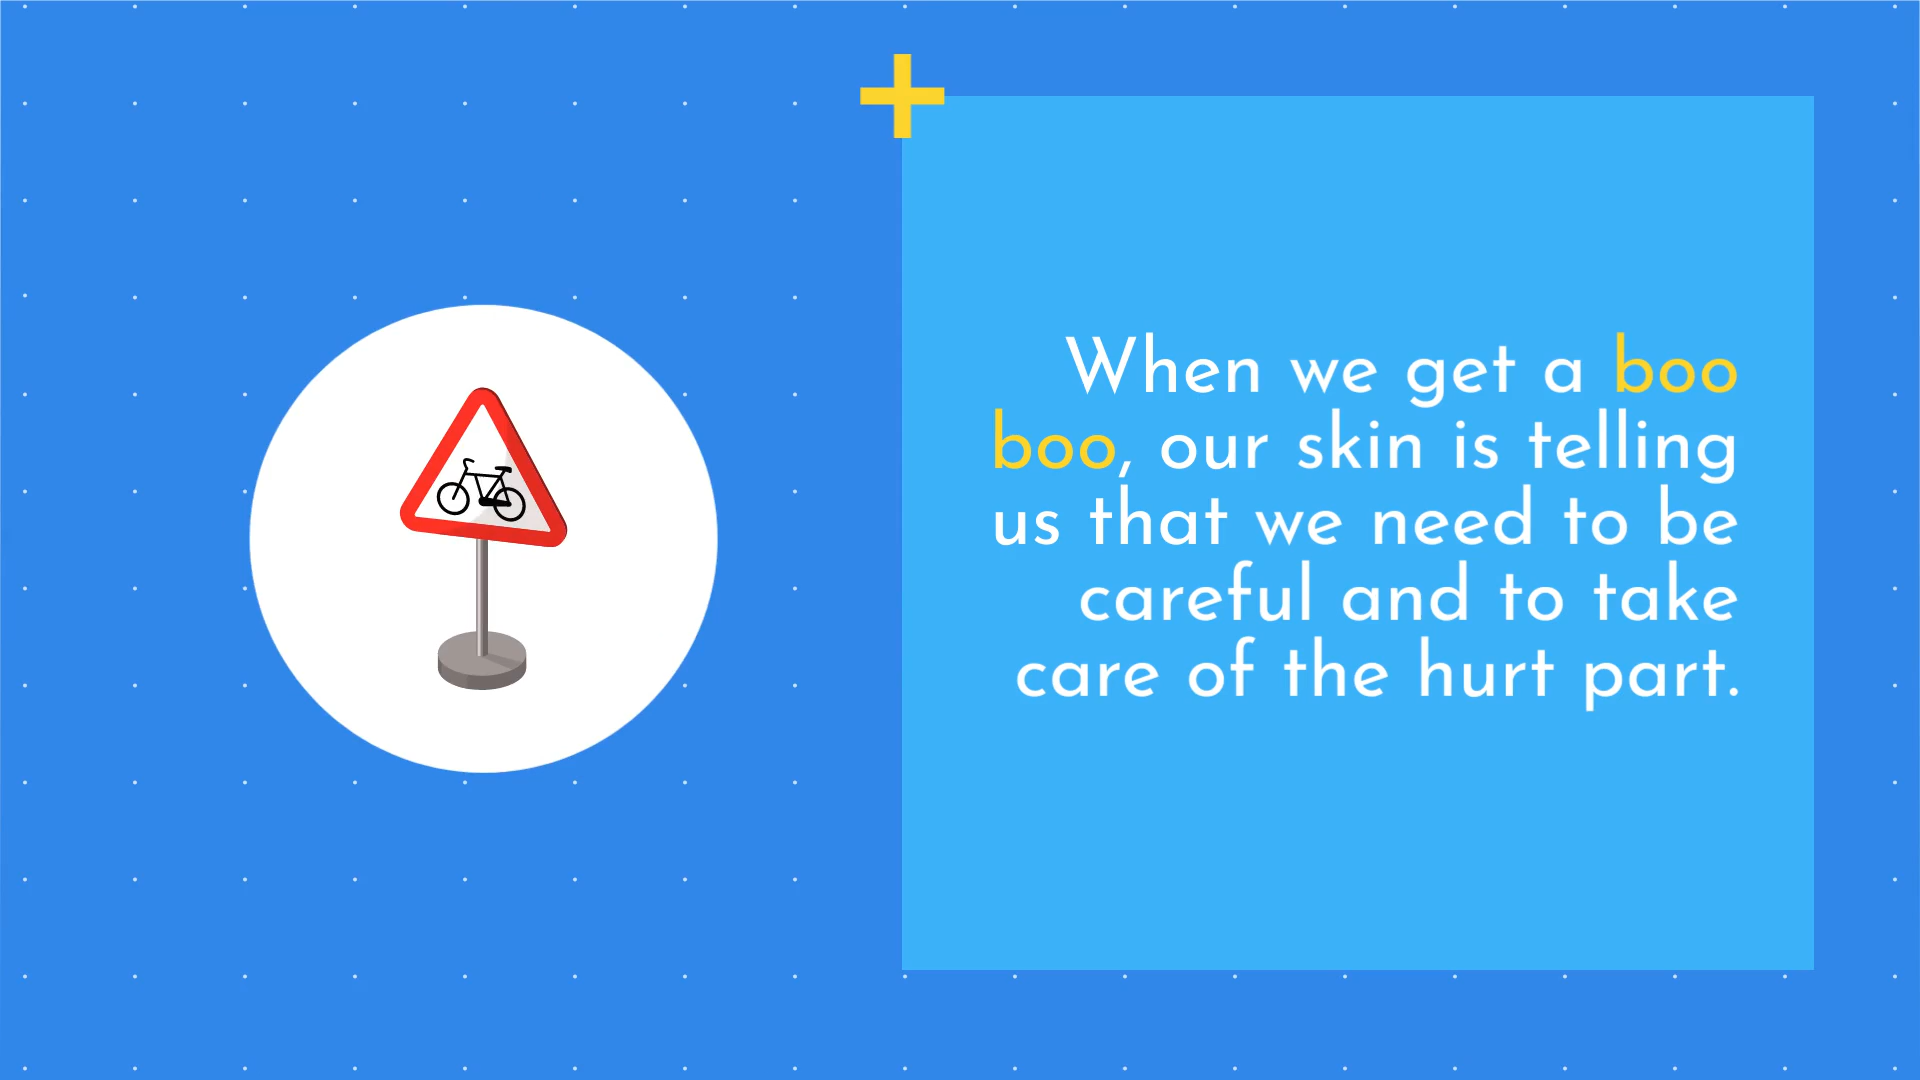 When we get a boo
boo, our skin is telling
us that we need to be
careful and to take
care of the hurt part.